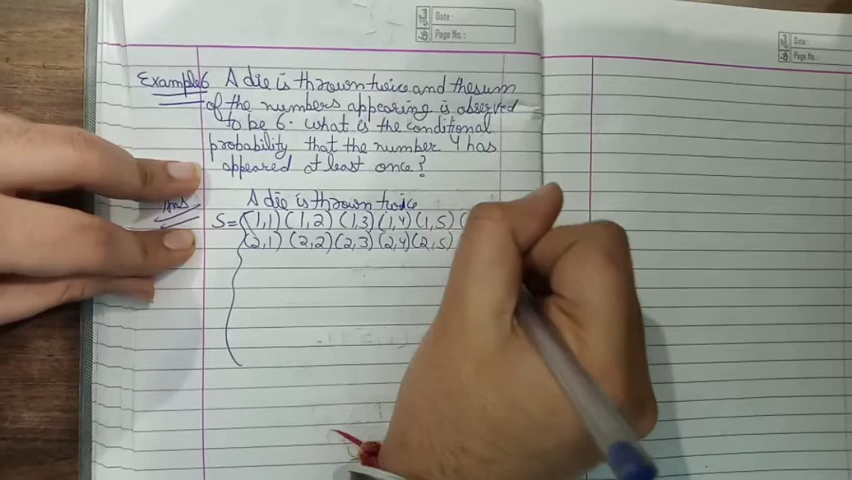 Date:
Page No.:
Date:
Page No.:
Example 6 A die is thrown twice and the sum
of the numbers appearing is observed
to be 6. what is the conditional
probability that the number 4 has
appeared at least once?
A die is thrown twice
Ans
S= (1,1) (1,2) (1,3) (1,4) (1,5)
(2,1) (2,2) (2,3) (2,4) (2,5)